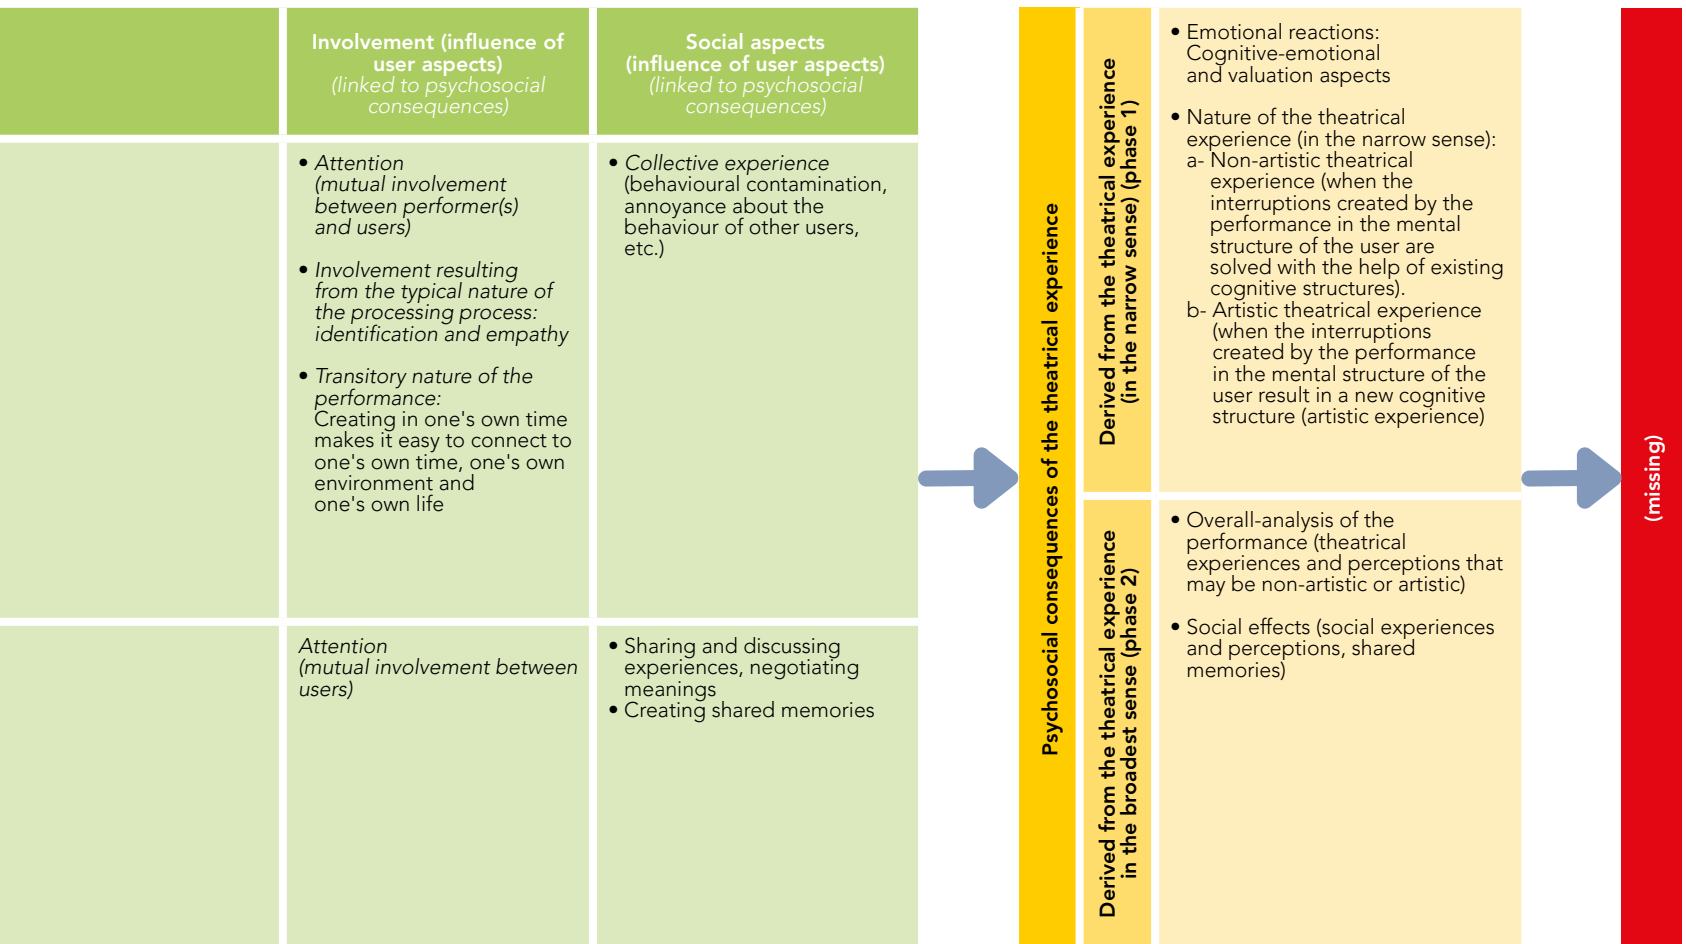 Involvement (influence of
user aspects)
(linked to psychosocial
consequences)
Social aspects
(influence of user aspects)
(linked to psychosocial
consequences)
• Attention
(mutual involvement
between performer(s)
and users)
• Involvement resulting
from the typical nature of
the processing process:
identification and empathy
• Transitory nature of the
performance:
Creating in one's own time
makes it easy to connect to
one's own time, one's own
environment and
one's own life
• Collective experience
(behavioural contamination,
annoyance about the
behaviour of other users,
etc.)
Attention
(mutual involvement between
users)
• Sharing and discussing
experiences, negotiating
meanings
• Creating shared memories
Psychosocial consequences of the theatrical experience
Derived from the theatrical experience
(in the narrow sense) (phase 1)
• Emotional reactions:
Cognitive-emotional
and valuation aspects
• Nature of the theatrical
experience (in the narrow sense):
a- Non-artistic theatrical
experience (when the
interruptions created by the
performance in the mental
structure of the user are
solved with the help of existing
cognitive structures).
b- Artistic theatrical experience
(when the interruptions
created by the performance
in the mental structure of the
user result in a new cognitive
structure (artistic experience)
Derived from the theatrical experience
in the broadest sense (phase 2)
• Overall-analysis of the
performance (theatrical
experiences and perceptions that
may be non-artistic or artistic)
• Social effects (social experiences
and perceptions, shared
memories)
(missing)